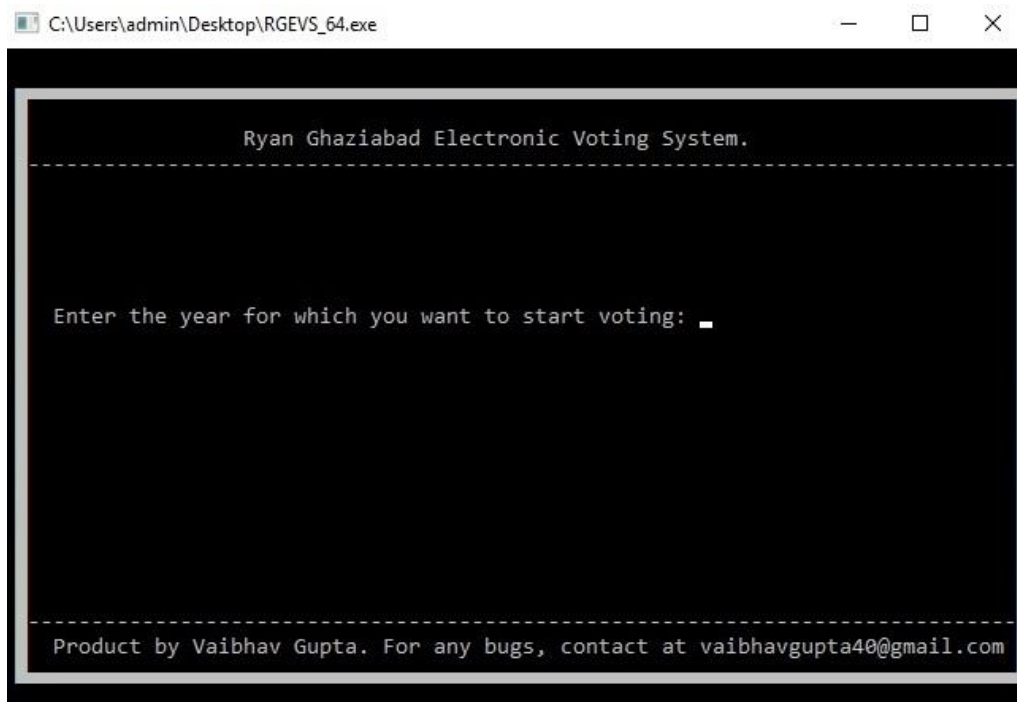 C:\Users\admin\Desktop\RGEVS_64.exe
Ryan Ghaziabad Electronic Voting System.
Enter the year for which you want to start voting: _
Product by Vaibhav Gupta. For any bugs, contact at vaibhavgupta40@gmail.com